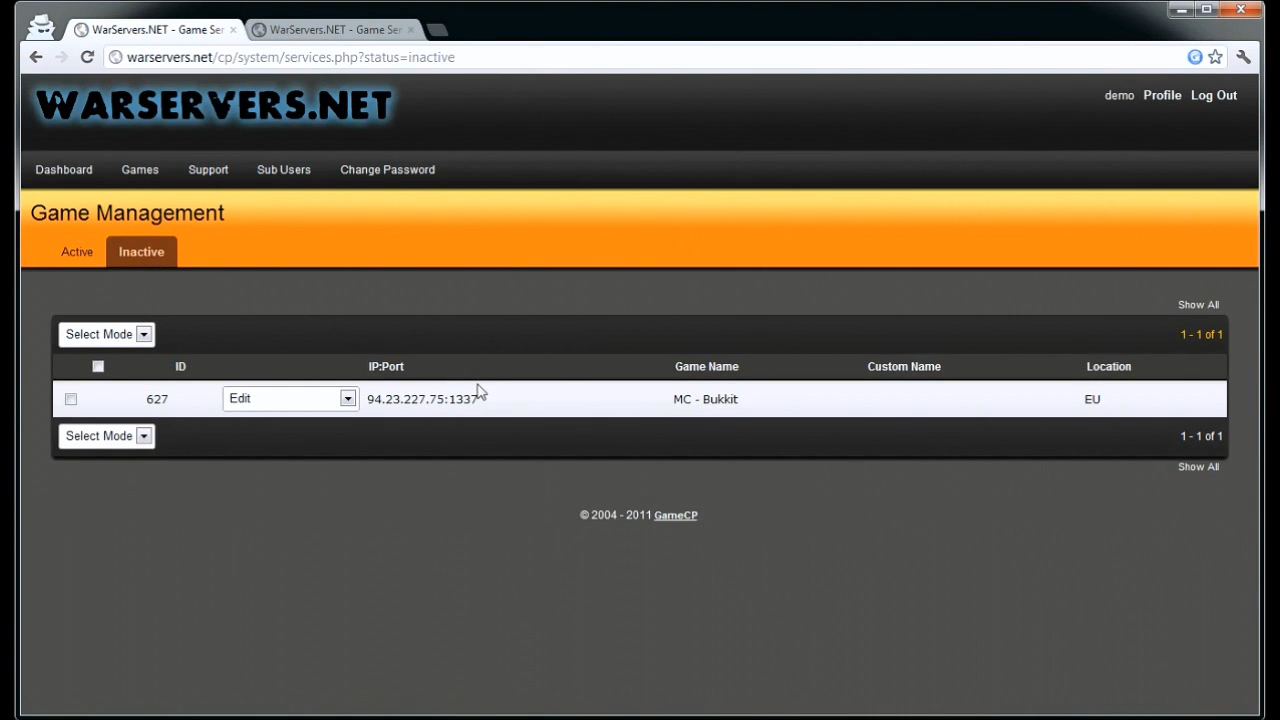 WarServers.NET - Game Ser
WarServers.NET - Game Ser
warservers.net/cp/system/services.php?status=inactive
WARSERVERS.NET
demo Profile Log Out
Dashboard Games Support Sub Users Change Password
Game Management
Active Inactive
Show All
Select Mode 1 - 1 of 1
ID IP:Port Game Name Custom Name Location
627 Edit 94.23.227.75:1337 MC - Bukkit EU
Select Mode 1 - 1 of 1
Show All
© 2004 - 2011 GameCP